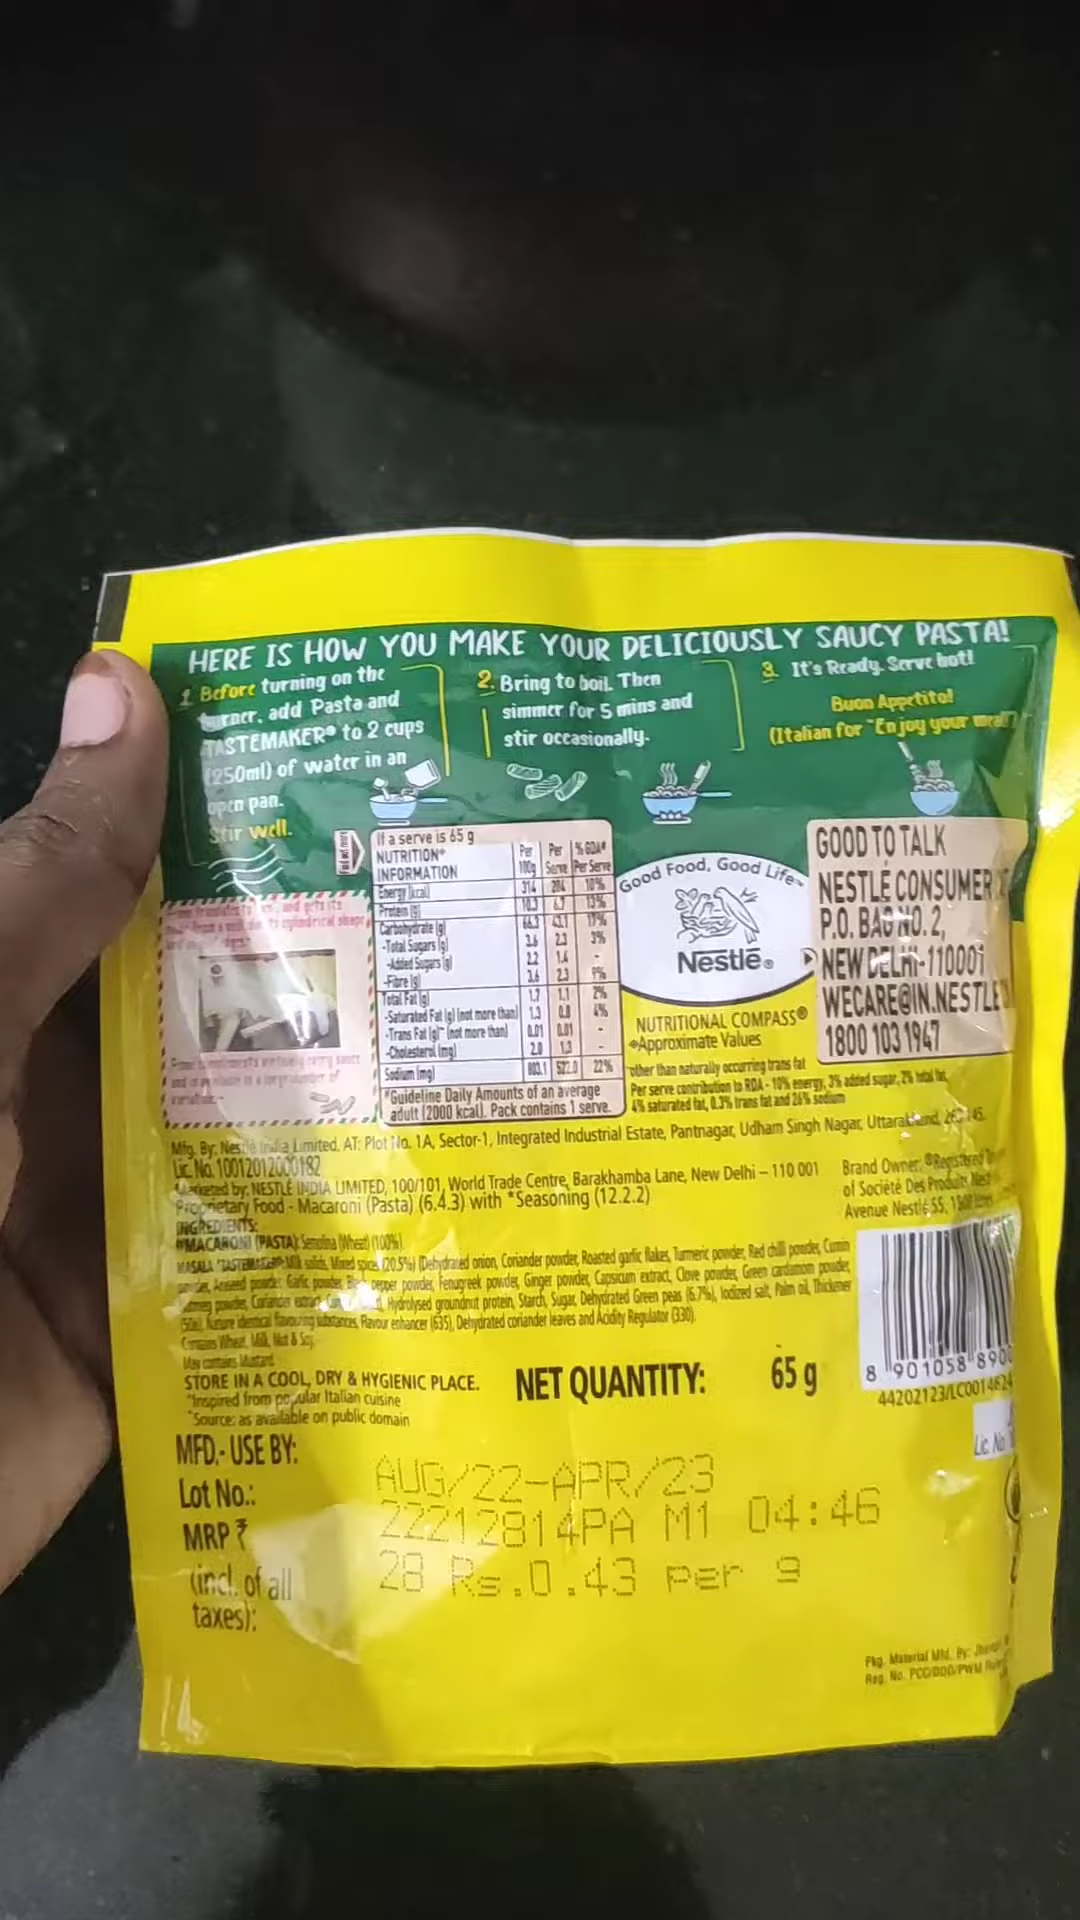 HERE IS HOW YOU MAKE YOUR DELICIOUSLY SAUCY PASTA!
1. Before turning on the
burner, add Pasta and
TASTEMAKER® to 2 cups
(250ml) of water in an
open pan.
Stir well.
2. Bring to boil. Then
simmer for 5 mins and
stir occasionally.
3. It's Ready. Serve hot!
Buon Appetito!
(Italian for "Enjoy your meal")
If a serve is 65 g
NUTRITION
INFORMATION
Per 100g Per Serve % GDA Per Serve
Energy (kcal) 314 204 10%
Protein (g) 10.3 6.7 13%
Carbohydrate (g) 66.3 43.1 17%
-Total Sugars (g) 3.6 2.3 3%
-Added Sugars (g) 2.2 1.4 -
-Fibre (g) 3.6 2.3 9%
Total Fat (g) 1.7 1.1 2%
-Saturated Fat (g) (not more than) 1.3 0.8 4%
-Trans Fat (g) (not more than) 0.01 0.01 -
-Cholesterol (mg) 2.0 1.3 -
Sodium (mg) 803.1 522.0 22%
Guideline Daily Amounts of an average
adult (2000 kcal). Pack contains 1 serve.
Good Food, Good Life
Nestlé®
NUTRITIONAL COMPASS®
Approximate Values
other than naturally occurring trans fat
Per serve contribution to RDA - 10% energy, 3% added sugar, 2% total fat,
4% saturated fat, 0.3% trans fat and 26% sodium
GOOD TO TALK
NESTLÉ CONSUMER
P.O. BAG NO. 2,
NEW DELHI-110001
WECARE@IN.NESTLE
1800 103 1947
Mfg. By: Nestlé India Limited, AT: Plot No. 1A, Sector-1, Integrated Industrial Estate, Pantnagar, Udham Singh Nagar, Uttarakhand,
Lic. No. 10012012000182
Marketed by: NESTLÉ INDIA LIMITED, 100/101, World Trade Centre, Barakhamba Lane, New Delhi – 110 001
Proprietary Food - Macaroni (Pasta) (6.4.3) with *Seasoning (12.2.2)
Brand Owner: ®Registered
of Société Des Produits
Avenue Nestlé 55,
INGREDIENTS:
#MACARONI (PASTA): Semolina (Wheat) (100%)
MASALA Milk solids, Mixed spices (20.5%) (Dehydrated onion, Coriander powder, Roasted garlic flakes, Turmeric powder, Red chilli powder, Cumin
powder, Aniseed powder, Garlic powder, Black pepper powder, Fenugreek powder, Ginger powder, Capsicum extract, Clove powder, Green cardamom powder,
Nutmeg powder, Coriander extract, Hydrolysed groundnut protein, Starch, Sugar, Dehydrated Green peas (6.7%), Iodized salt, Palm oil, Thickener
Nature identical flavouring substances, Flavour enhancer (635), Dehydrated coriander leaves and Acidity Regulator (330).
Contains Wheat, Milk, Nut & Soy.
May contains Mustard
STORE IN A COOL, DRY & HYGIENIC PLACE.
Inspired from popular Italian cuisine
Source: as available on public domain
NET QUANTITY: 65 g
8 901058 890
MFD.- USE BY: AUG/22-APR/23
Lot No.: 22212814PA M1 04:46
MRP ₹ 28 Rs.0.43 Per g
(incl. of all
taxes):
Lic. No
Pkg. Material Mfd. By:
Reg. No.